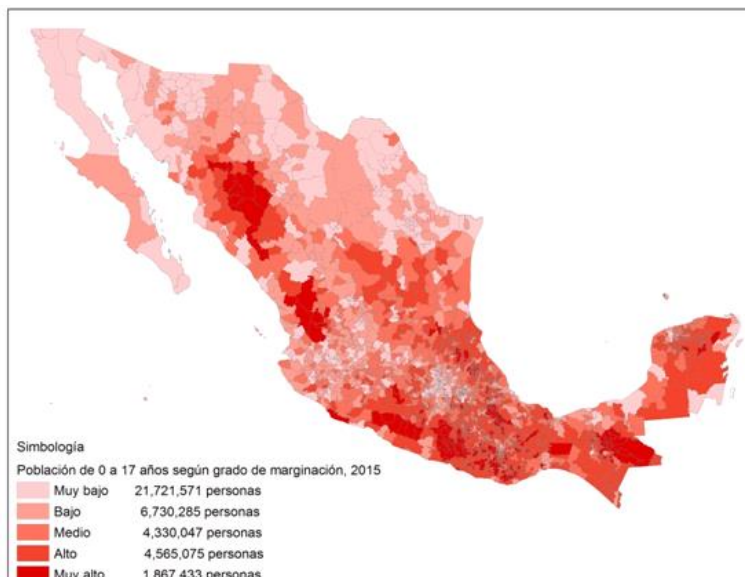 Simbología
Población de 0 a 17 años según grado de marginación, 2015
Muy bajo 21,721,571 personas
Bajo 6,730,285 personas
Medio 4,330,047 personas
Alto 4,565,075 personas
Muy alto 1,867,433 personas